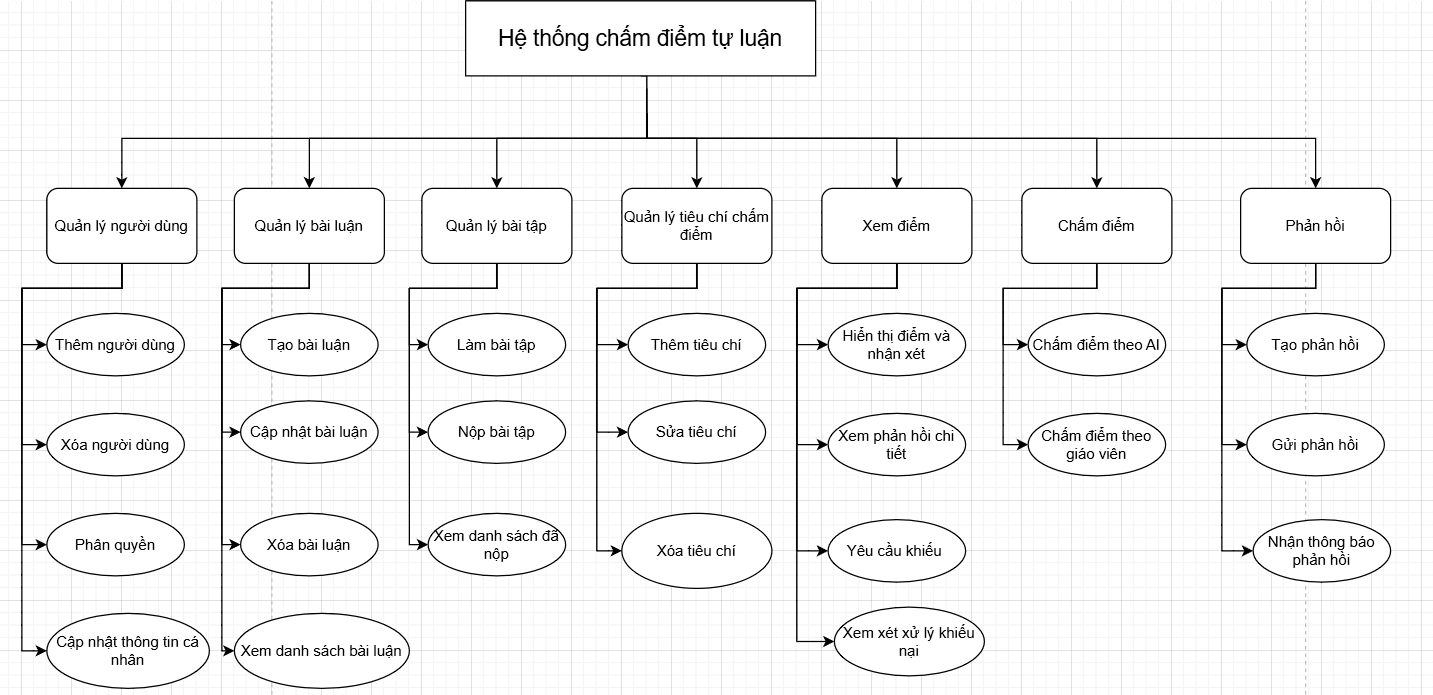 Hệ thống chấm điểm tự luận
Quản lý người dùng
Quản lý bài luận
Quản lý bài tập
Quản lý tiêu chí chấm
điểm
Xem điểm
Chấm điểm
Phản hồi
Thêm người dùng
Xóa người dùng
Phân quyền
Cập nhật thông tin cá
nhân
Tạo bài luận
Cập nhật bài luận
Xóa bài luận
Xem danh sách bài luận
Làm bài tập
Nộp bài tập
Xem danh sách đã
nộp
Thêm tiêu chí
Sửa tiêu chí
Xóa tiêu chí
Hiển thị điểm và
nhận xét
Xem phản hồi chi
tiết
Yêu cầu khiếu
Xem xét xử lý khiếu
nại
Chấm điểm theo AI
Chấm điểm theo
giáo viên
Tạo phản hồi
Gửi phản hồi
Nhận thông báo
phản hồi